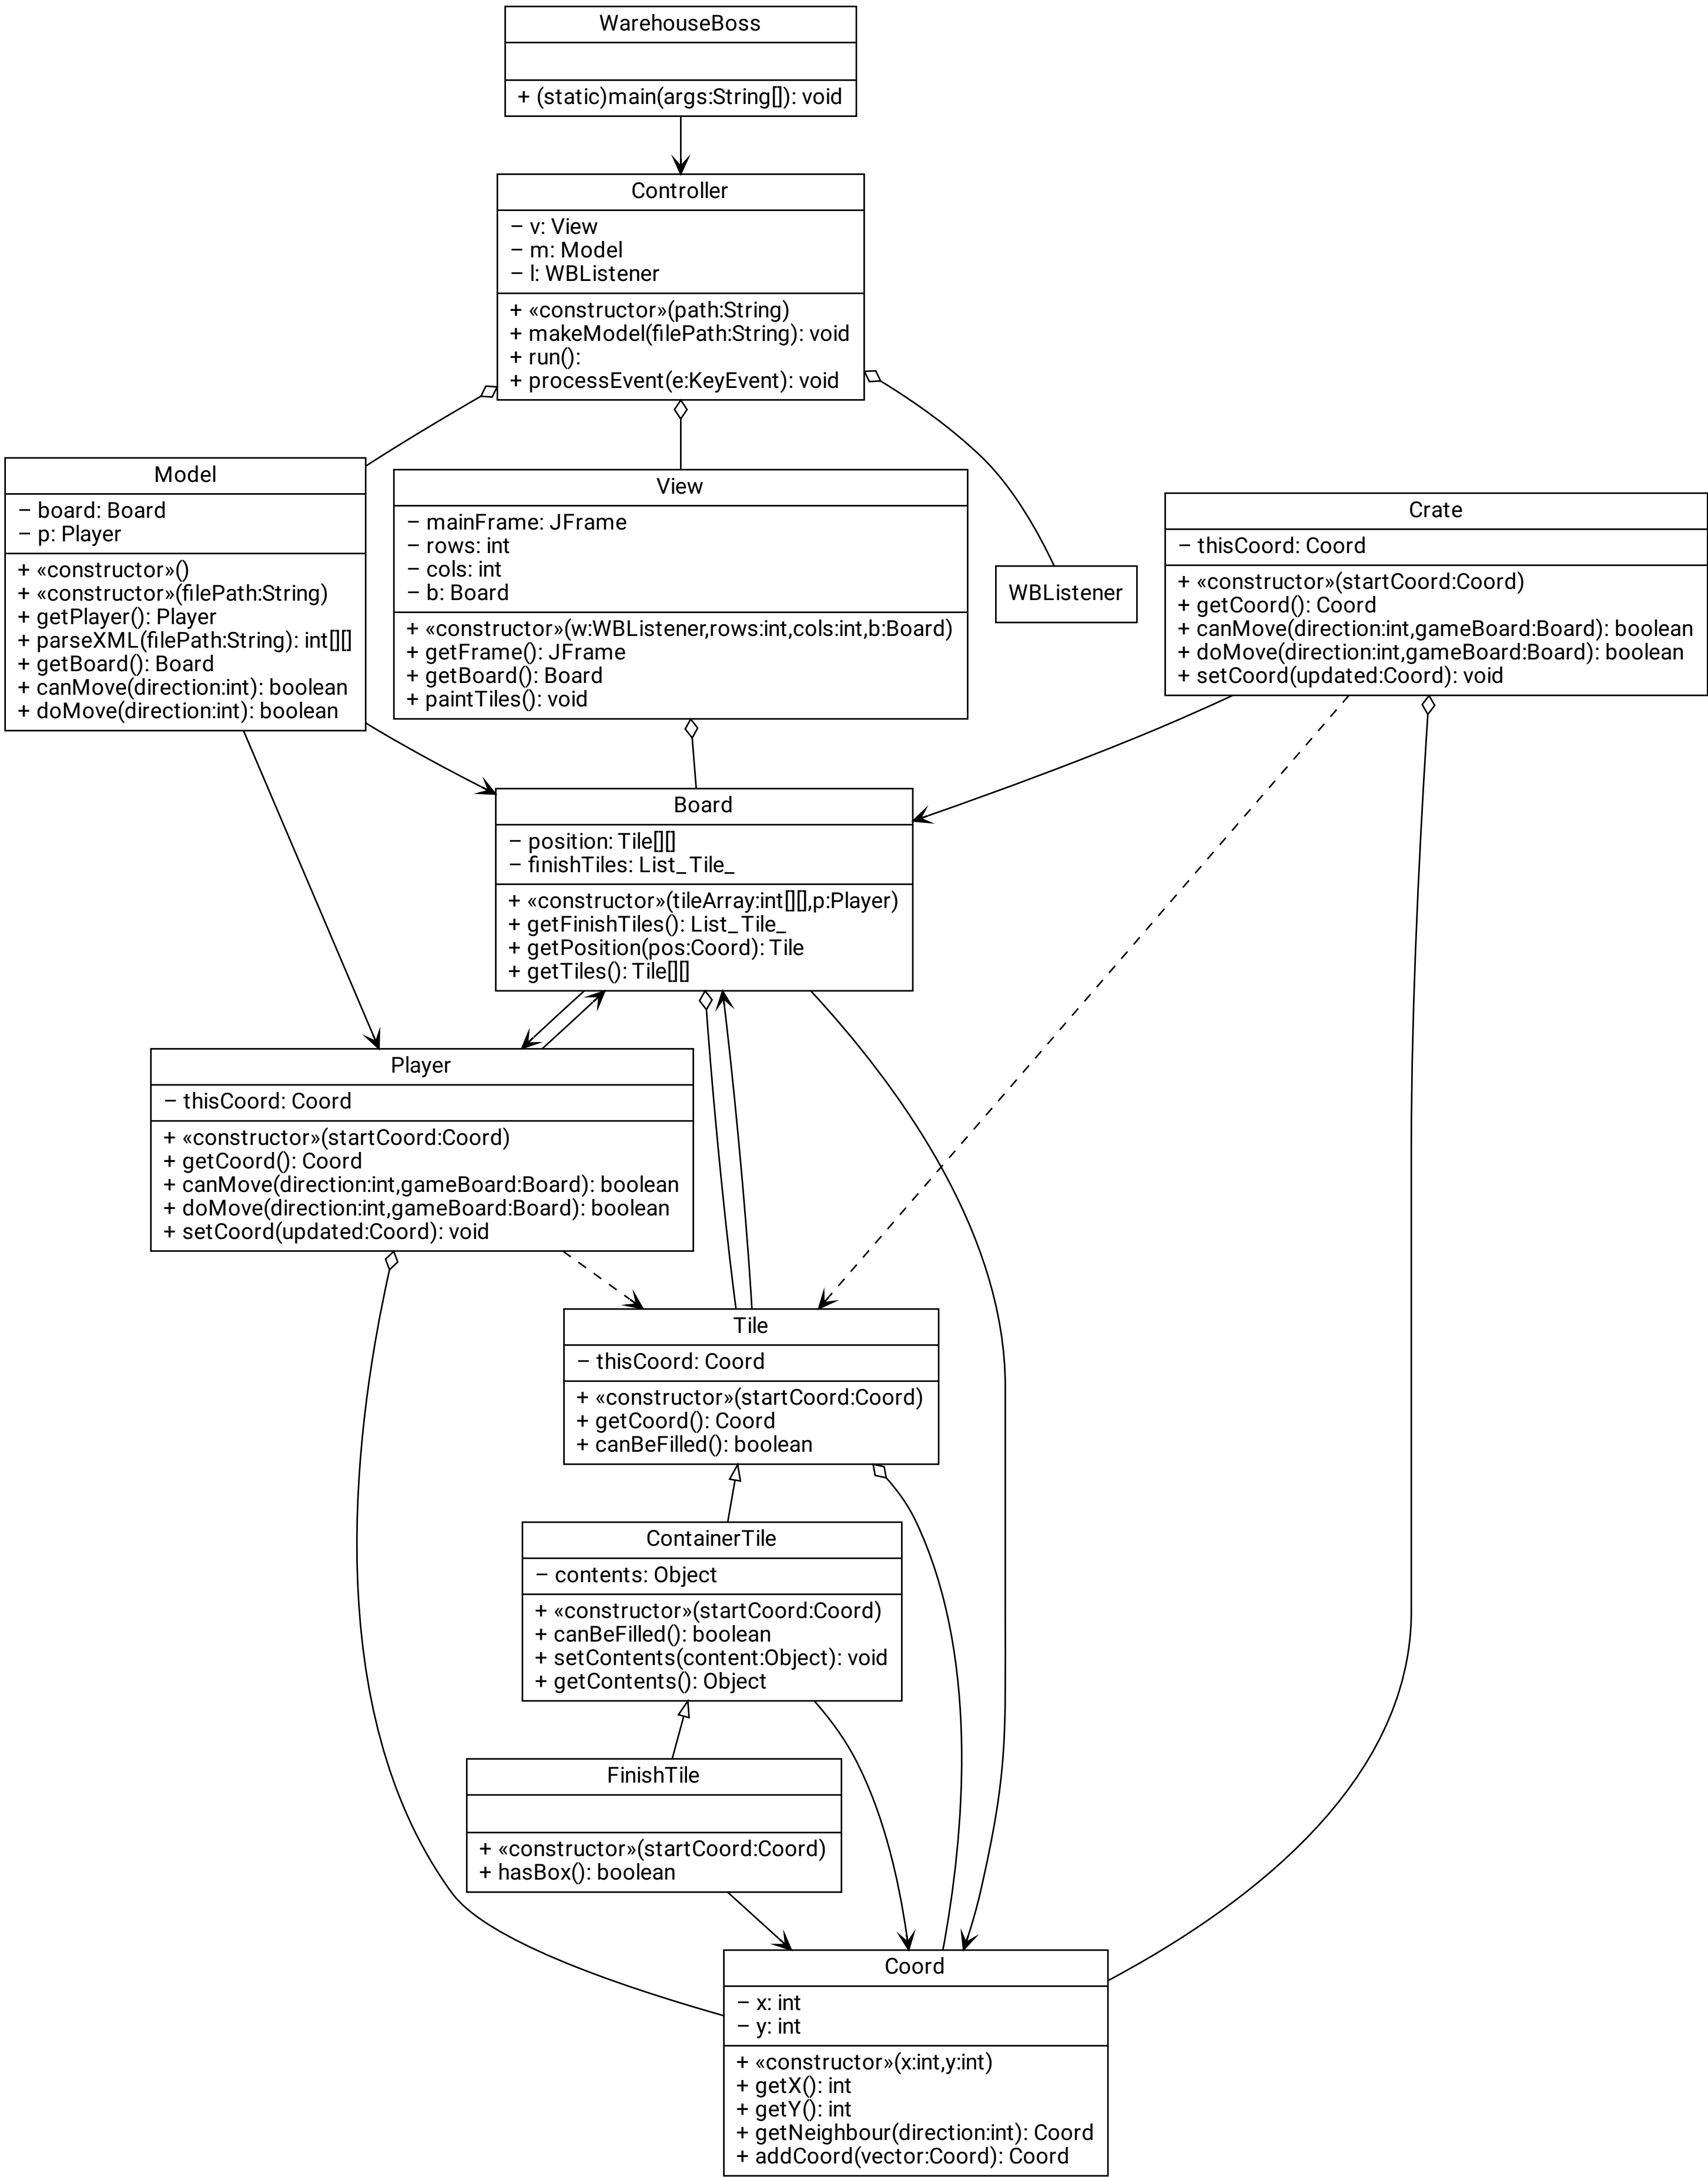 WarehouseBoss
+ (static)main(args:String[]): void
Controller
− v: View
− m: Model
− l: WBListener
+ «constructor»(path:String)
+ makeModel(filePath:String): void
+ run():
+ processEvent(e:KeyEvent): void
Model
− board: Board
− p: Player
+ «constructor»()
+ «constructor»(filePath:String)
+ getPlayer(): Player
+ parseXML(filePath:String): int[][]
+ getBoard(): Board
+ canMove(direction:int): boolean
+ doMove(direction:int): boolean
View
− mainFrame: JFrame
− rows: int
− cols: int
− b: Board
+ «constructor»(w:WBListener,rows:int,cols:int,b:Board)
+ getFrame(): JFrame
+ getBoard(): Board
+ paintTiles(): void
WBListener
Crate
− thisCoord: Coord
+ «constructor»(startCoord:Coord)
+ getCoord(): Coord
+ canMove(direction:int,gameBoard:Board): boolean
+ doMove(direction:int,gameBoard:Board): boolean
+ setCoord(updated:Coord): void
Board
− position: Tile[][]
− finishTiles: List_Tile_
+ «constructor»(tileArray:int[][],p:Player)
+ getFinishTiles(): List_Tile_
+ getPosition(pos:Coord): Tile
+ getTiles(): Tile[][]
Player
− thisCoord: Coord
+ «constructor»(startCoord:Coord)
+ getCoord(): Coord
+ canMove(direction:int,gameBoard:Board): boolean
+ doMove(direction:int,gameBoard:Board): boolean
+ setCoord(updated:Coord): void
Tile
− thisCoord: Coord
+ «constructor»(startCoord:Coord)
+ getCoord(): Coord
+ canBeFilled(): boolean
ContainerTile
− contents: Object
+ «constructor»(startCoord:Coord)
+ canBeFilled(): boolean
+ setContents(content:Object): void
+ getContents(): Object
FinishTile
+ «constructor»(startCoord:Coord)
+ hasBox(): boolean
Coord
− x: int
− y: int
+ «constructor»(x:int,y:int)
+ getX(): int
+ getY(): int
+ getNeighbour(direction:int): Coord
+ addCoord(vector:Coord): Coord